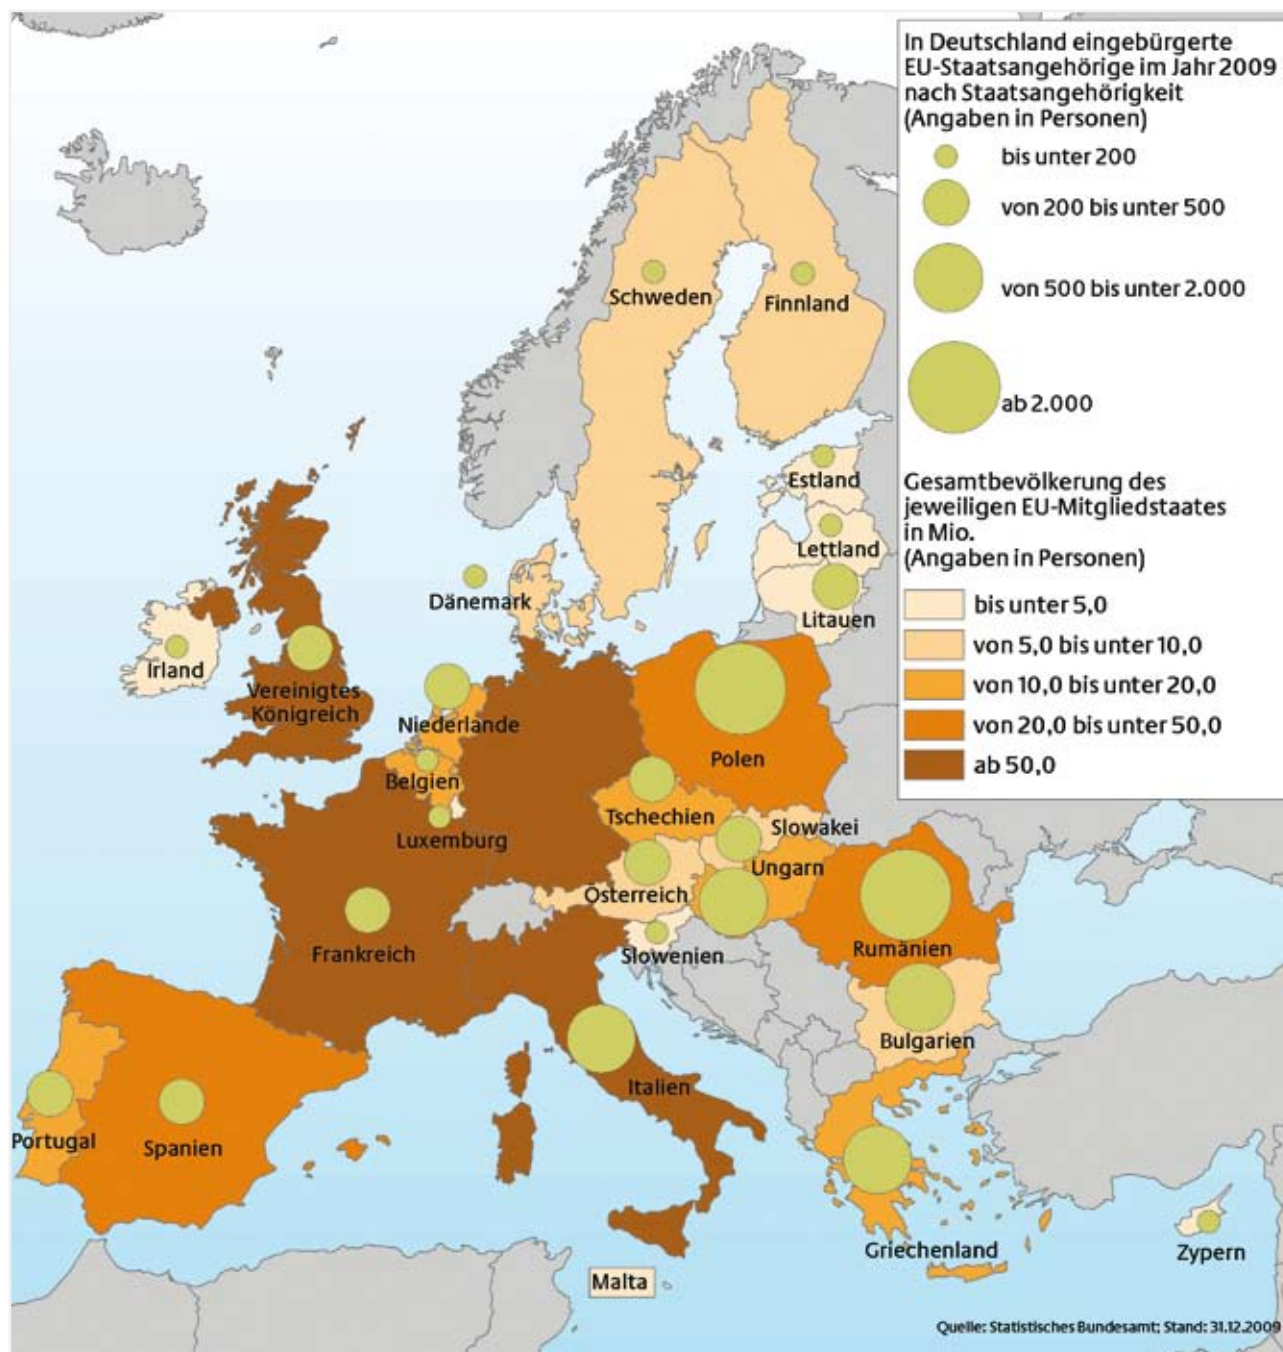 In Deutschland eingebürgerte
EU-Staatsangehörige im Jahr 2009
nach Staatsangehörigkeit
(Angaben in Personen)
bis unter 200
von 200 bis unter 500
von 500 bis unter 2.000
ab 2.000
Gesamtbevölkerung des
jeweiligen EU-Mitgliedstaates
in Mio.
(Angaben in Personen)
bis unter 5,0
von 5,0 bis unter 10,0
von 10,0 bis unter 20,0
von 20,0 bis unter 50,0
ab 50,0
Schweden
Finnland
Estland
Lettland
Dänemark
Litauen
Irland
Vereinigtes
Königreich
Niederlande
Polen
Belgien
Tschechien
Luxemburg
Slowakei
Ungarn
Österreich
Frankreich
Slowenien
Rumänien
Bulgarien
Italien
Portugal
Spanien
Griechenland
Zypern
Malta
Quelle: Statistisches Bundesamt; Stand: 31.12.2009